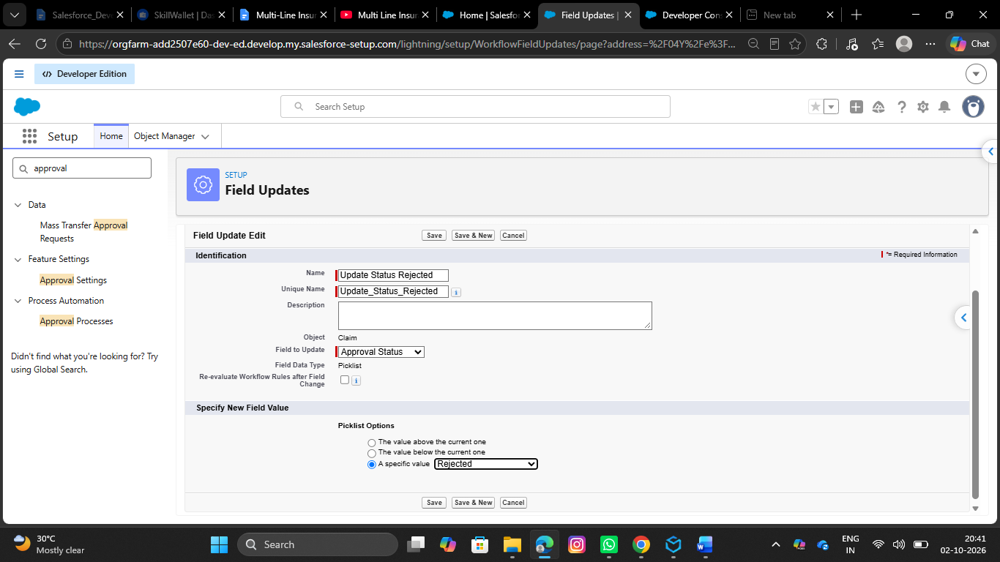 Salesforce_Deve
SkillWallet | Das
Multi-Line Insur
Multi Line Insur
Home | Salesfor
Field Updates |
Developer Cons
New tab
https://orgfarm-add2507e60-dev-ed.develop.my.salesforce-setup.com/lightning/setup/WorkflowFieldUpdates/page?address=%2F04Y%2Fe%3F...
Chat
Developer Edition
Search Setup
Setup
Home
Object Manager
approval
Data
Mass Transfer Approval
Requests
Feature Settings
Approval Settings
Process Automation
Approval Processes
Didn't find what you're looking for? Try
using Global Search.
SETUP
Field Updates
Field Update Edit
Save
Save & New
Cancel
Identification
*= Required Information
Name
Update Status Rejected
Unique Name
Update_Status_Rejected
i
Description
Object
Claim
Field to Update
Approval Status
Field Data Type
Picklist
Re-evaluate Workflow Rules after Field
Change
i
Specify New Field Value
Picklist Options
The value above the current one
The value below the current one
A specific value
Rejected
Save
Save & New
Cancel
30°C
Mostly clear
Search
ENG
IN
20:41
02-10-2026